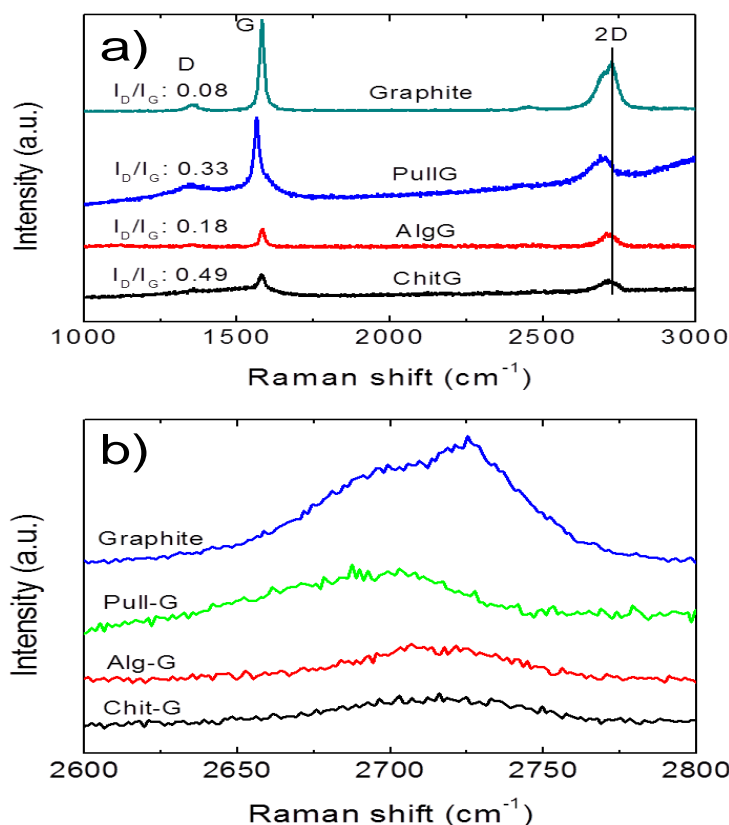 a)
G
2D
D
I_D/I_G: 0.08
Graphite
I_D/I_G: 0.33
PullG
I_D/I_G: 0.18
AlgG
I_D/I_G: 0.49
ChitG
Intensity (a.u.)
1000 1500 2000 2500 3000
Raman shift (cm⁻¹)
b)
Graphite
Pull-G
Alg-G
Chit-G
Intensity (a.u.)
2600 2650 2700 2750 2800
Raman shift (cm⁻¹)